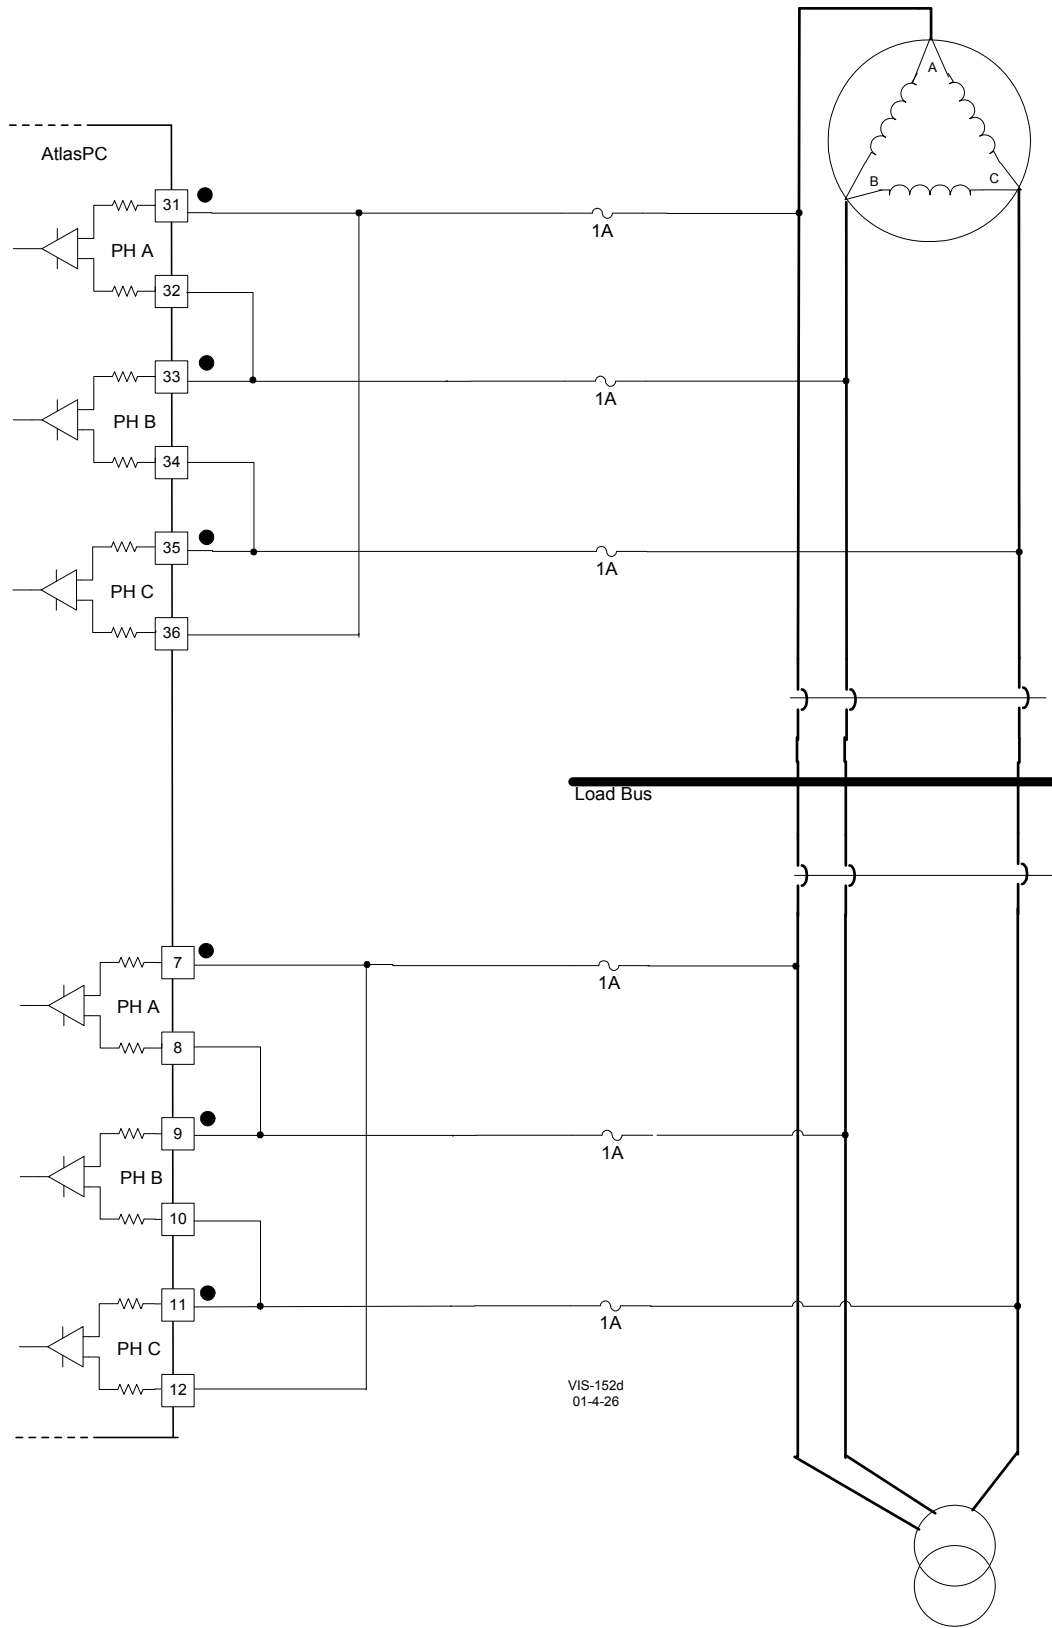 A
B
C
AtlasPC
31
PH A
32
1A
33
PH B
34
1A
35
PH C
36
1A
Load Bus
7
PH A
8
1A
9
PH B
10
1A
11
PH C
12
1A
VIS-152d
01-4-26